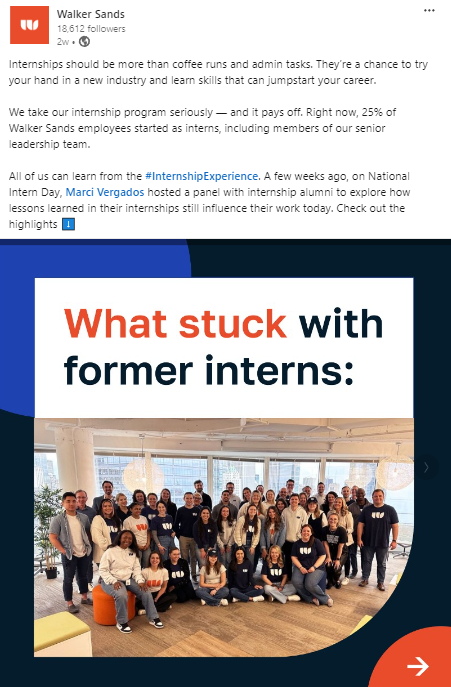 Walker Sands
18,612 followers
2w •
Internships should be more than coffee runs and admin tasks. They're a chance to try
your hand in a new industry and learn skills that can jumpstart your career.
We take our internship program seriously — and it pays off. Right now, 25% of
Walker Sands employees started as interns, including members of our senior
leadership team.
All of us can learn from the #InternshipExperience. A few weeks ago, on National
Intern Day, Marci Vergados hosted a panel with internship alumni to explore how
lessons learned in their internships still influence their work today. Check out the
highlights ⬇️
What stuck with
former interns: